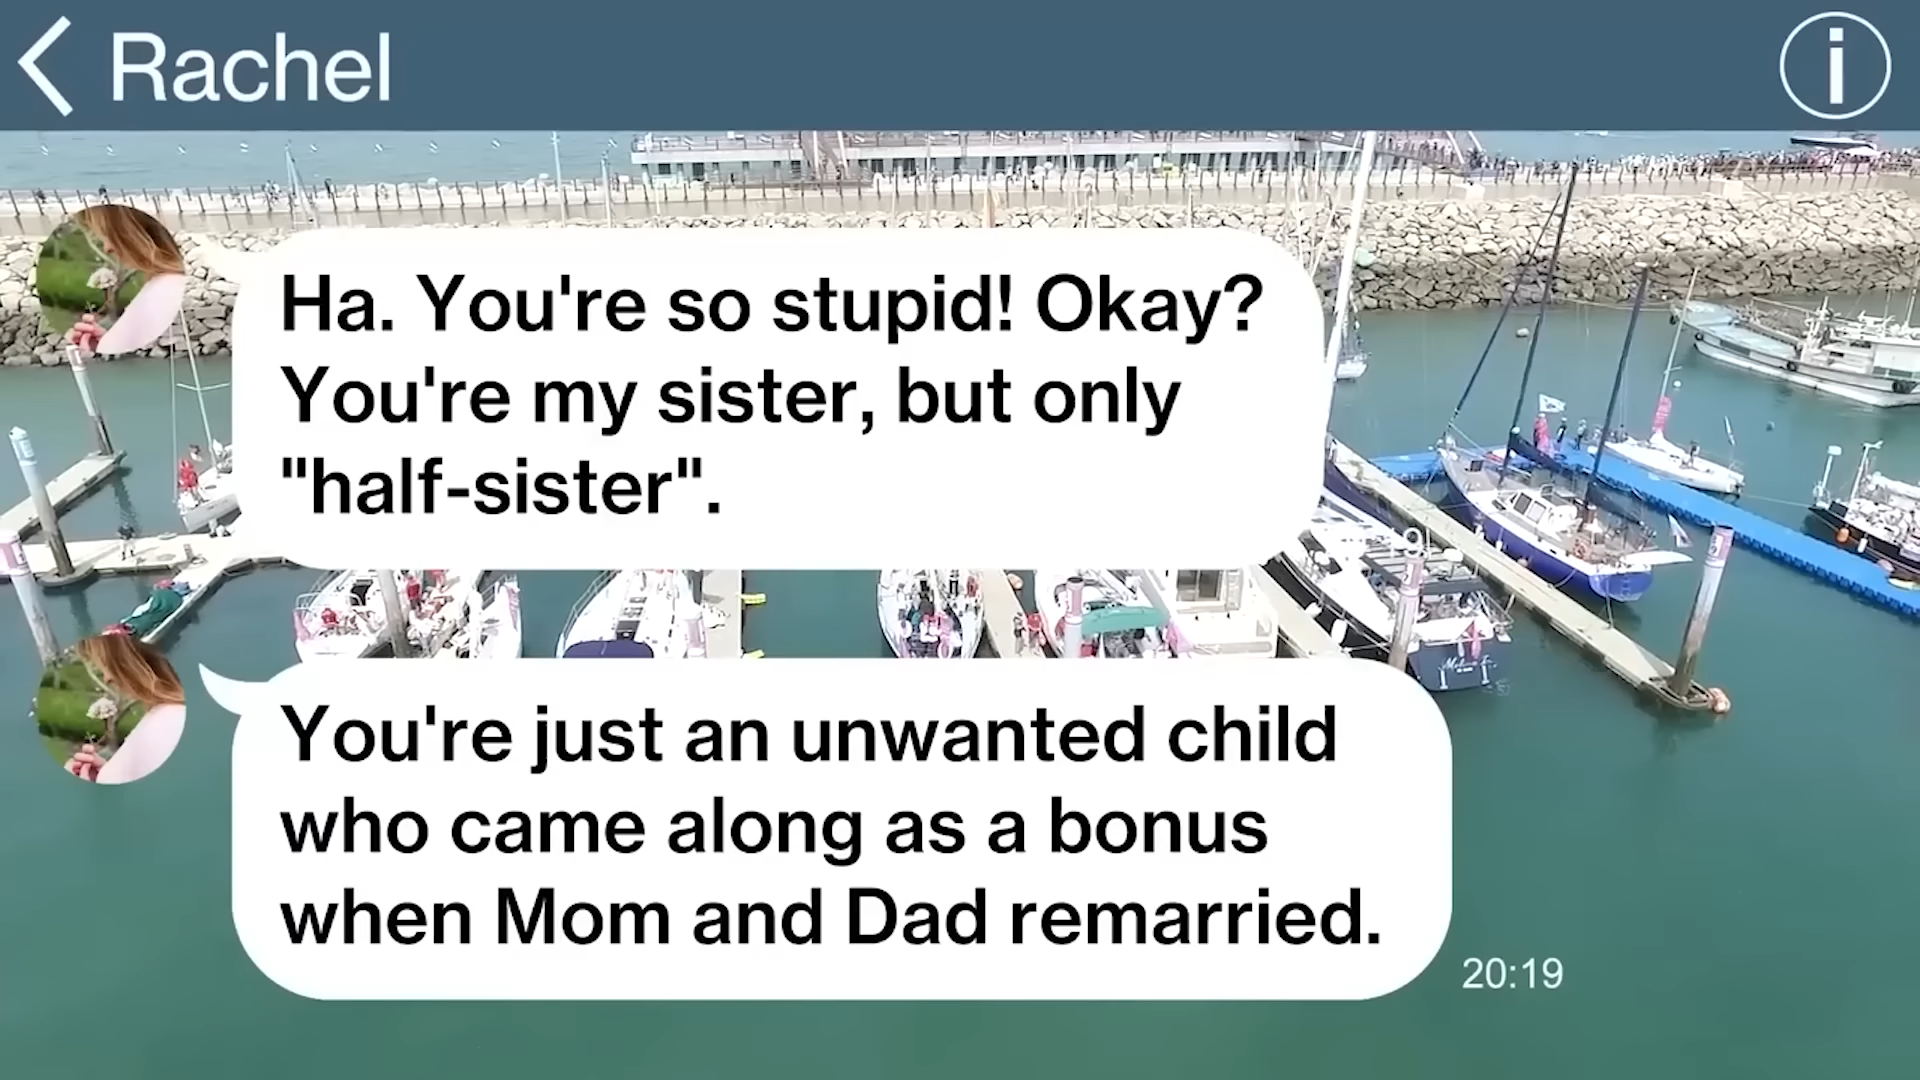 Rachel
Ha. You're so stupid! Okay?
You're my sister, but only
"half-sister".
You're just an unwanted child
who came along as a bonus
when Mom and Dad remarried.
20:19